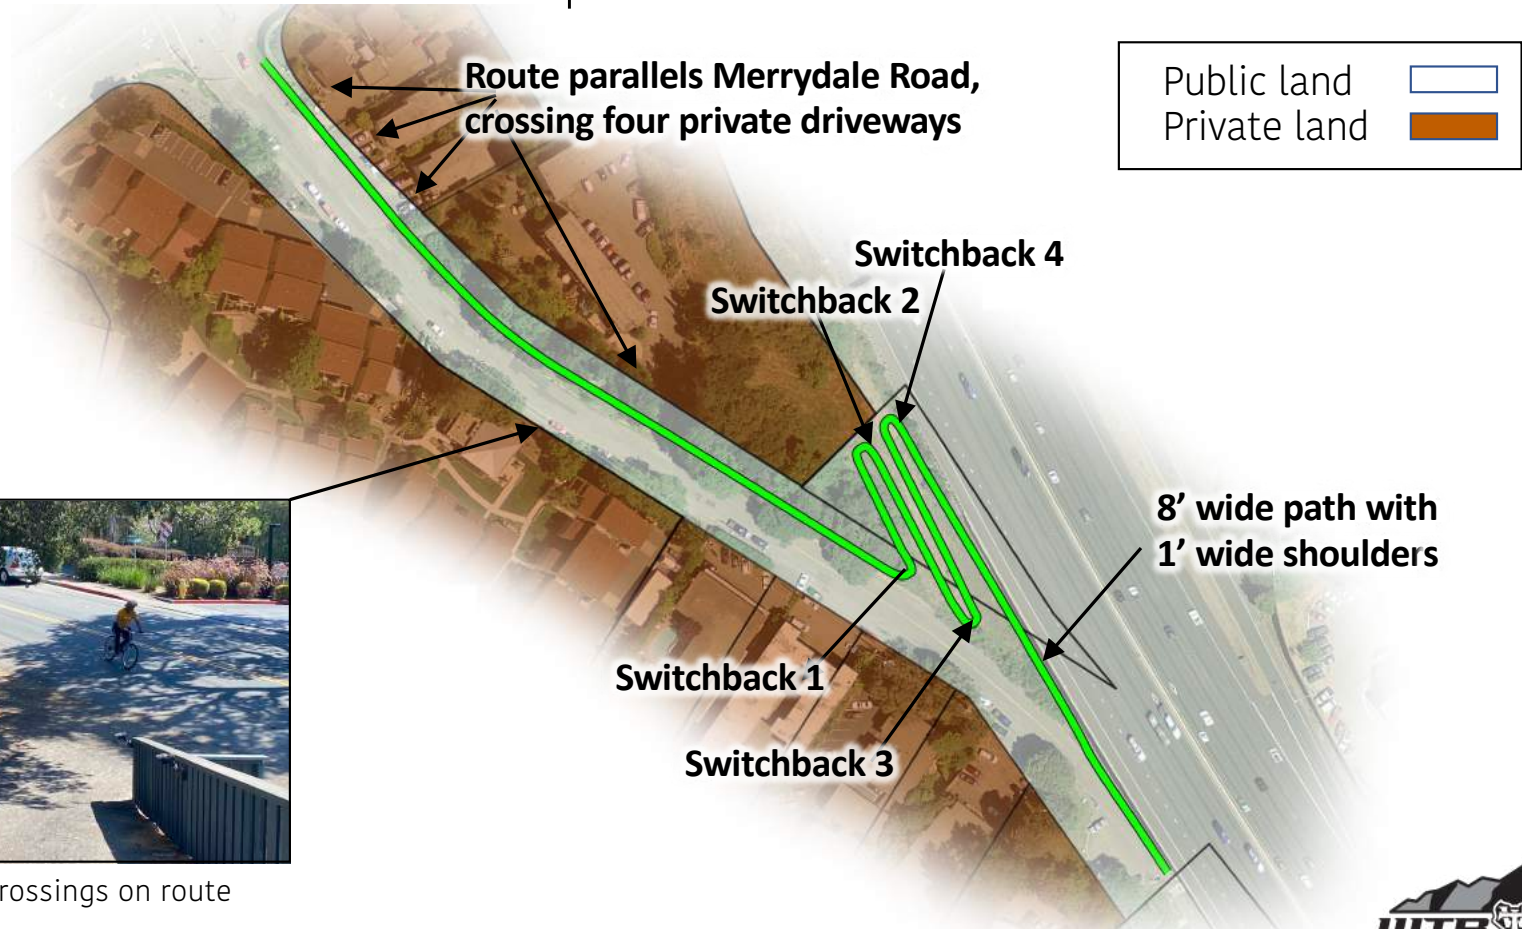 Route parallels Merrydale Road,
crossing four private driveways
Public land
Private land
Switchback 4
Switchback 2
8’ wide path with
1’ wide shoulders
Switchback 1
Switchback 3
rossings on route
WTB